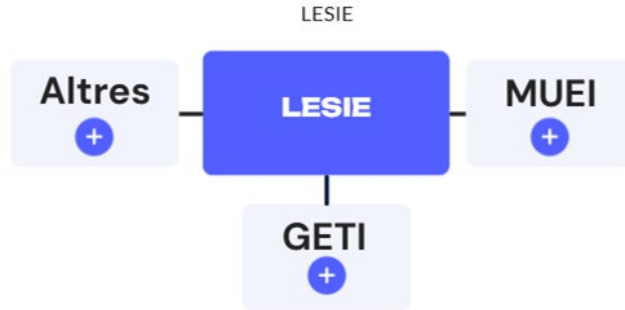 LESIE
Altres
LESIE
MUEI
+
+
GETI
+